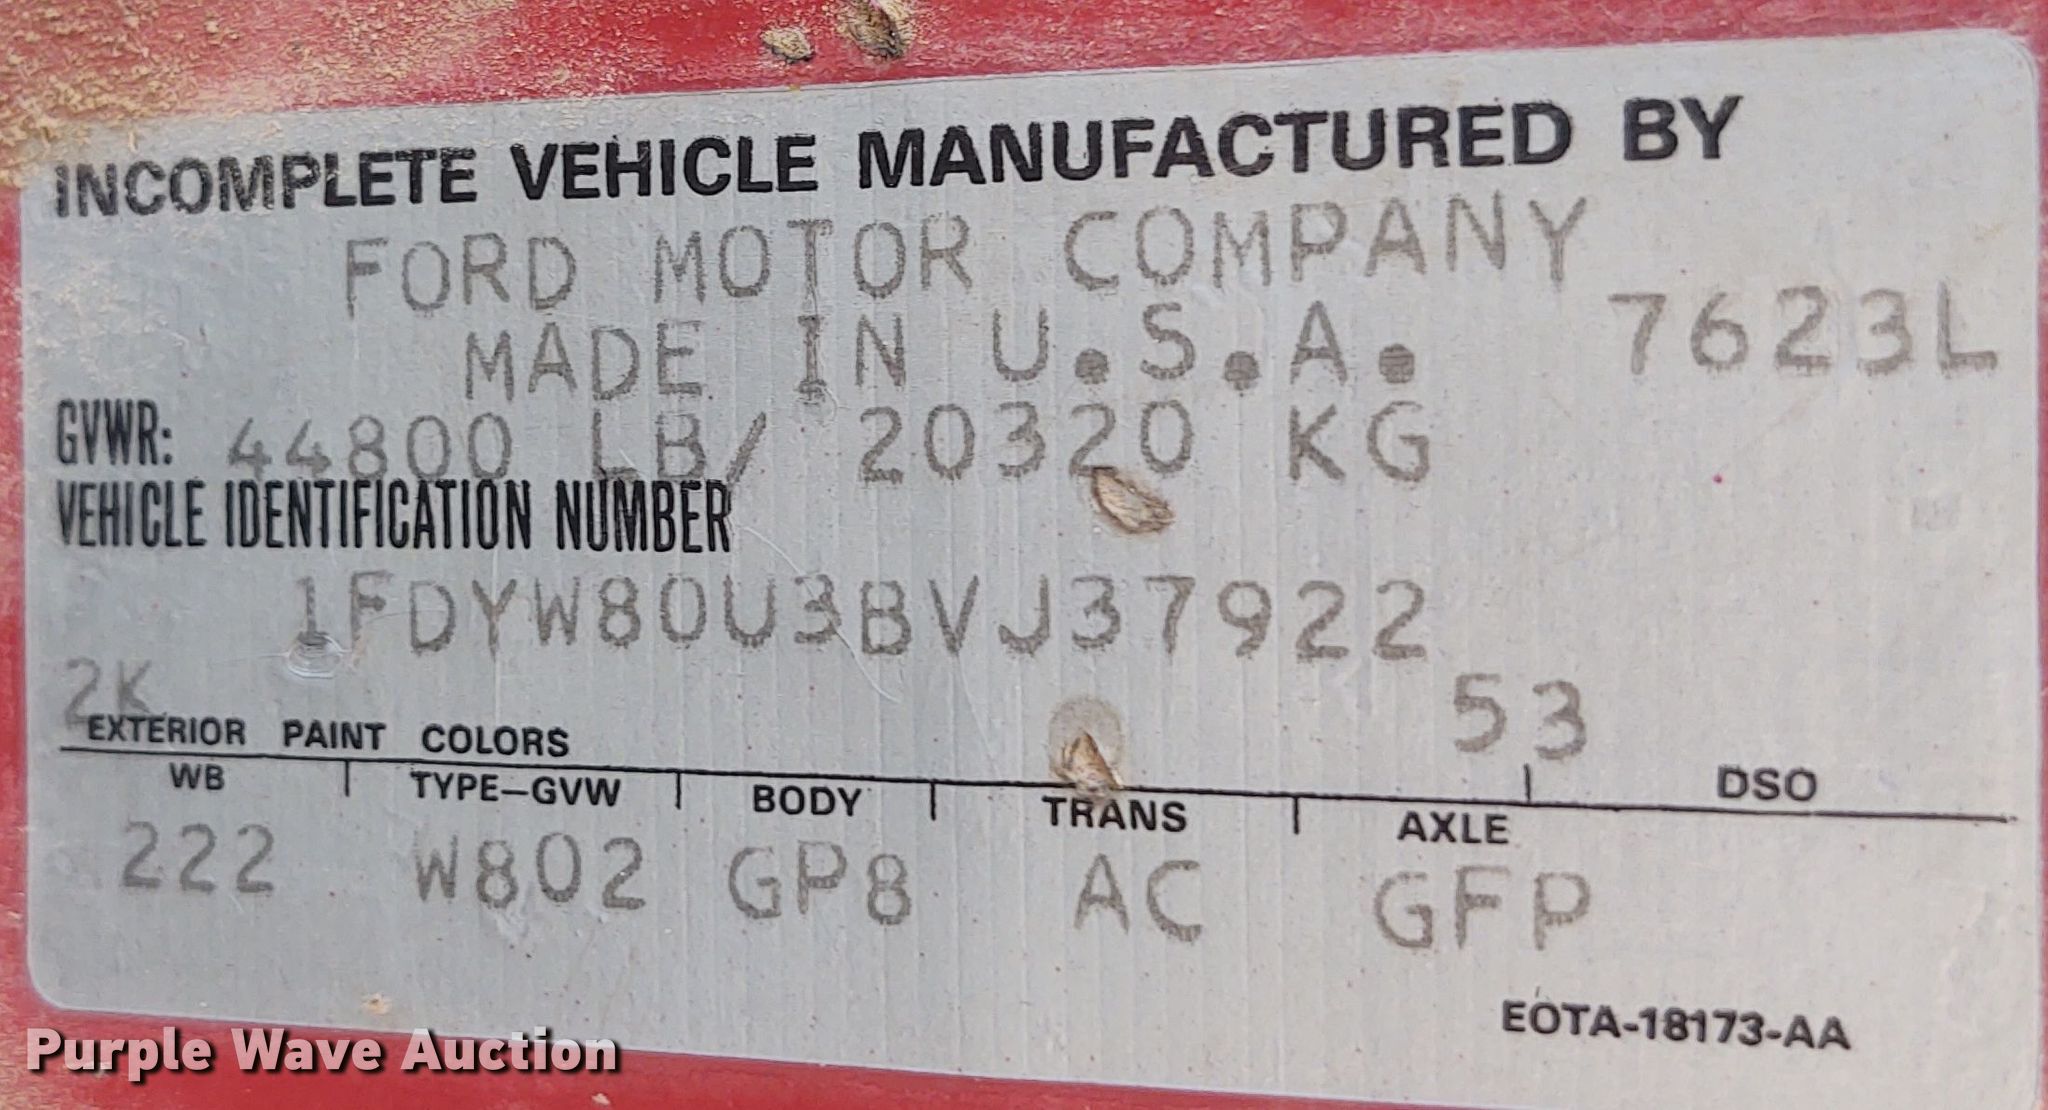 INCOMPLETE VEHICLE MANUFACTURED BY
FORD MOTOR COMPANY
MADE IN U.S.A. 7623L
GVWR: 44800 LB/ 20320 KG
VEHICLE IDENTIFICATION NUMBER
1FDYW80U3BVJ37922
2K 53
EXTERIOR PAINT COLORS DSO
WB TYPE-GVW BODY TRANS AXLE
222 W802 GP8 AC GFP
EOTA-18173-AA
Purple Wave Auction